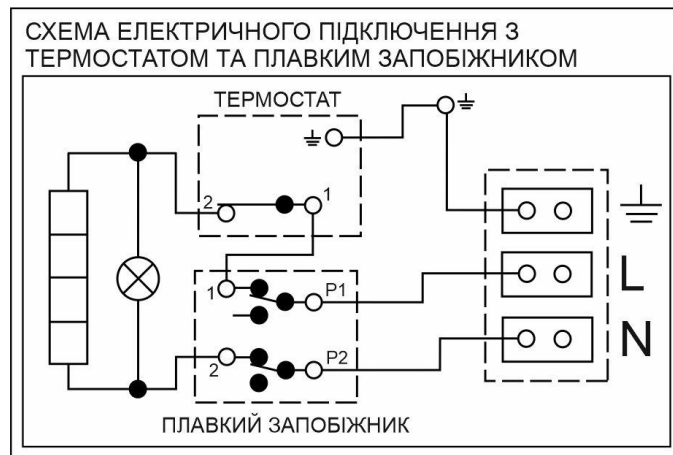 СХЕМА ЕЛЕКТРИЧНОГО ПІДКЛЮЧЕННЯ З
ТЕРМОСТАТОМ ТА ПЛАВКИМ ЗАПОБІЖНИКОМ
ТЕРМОСТАТ
2
1
1
P1
L
2
P2
N
ПЛАВКИЙ ЗАПОБІЖНИК